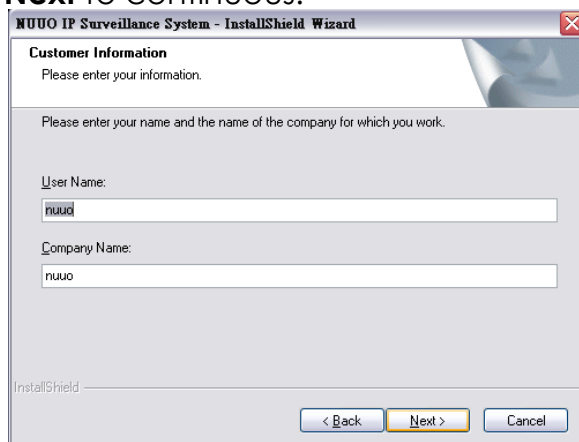 Next to Continuous.
NUUO IP Surveillance System - InstallShield Wizard
Customer Information
Please enter your information.
Please enter your name and the name of the company for which you work.
User Name:
nuuo
Company Name:
nuuo
InstallShield
< Back Next > Cancel